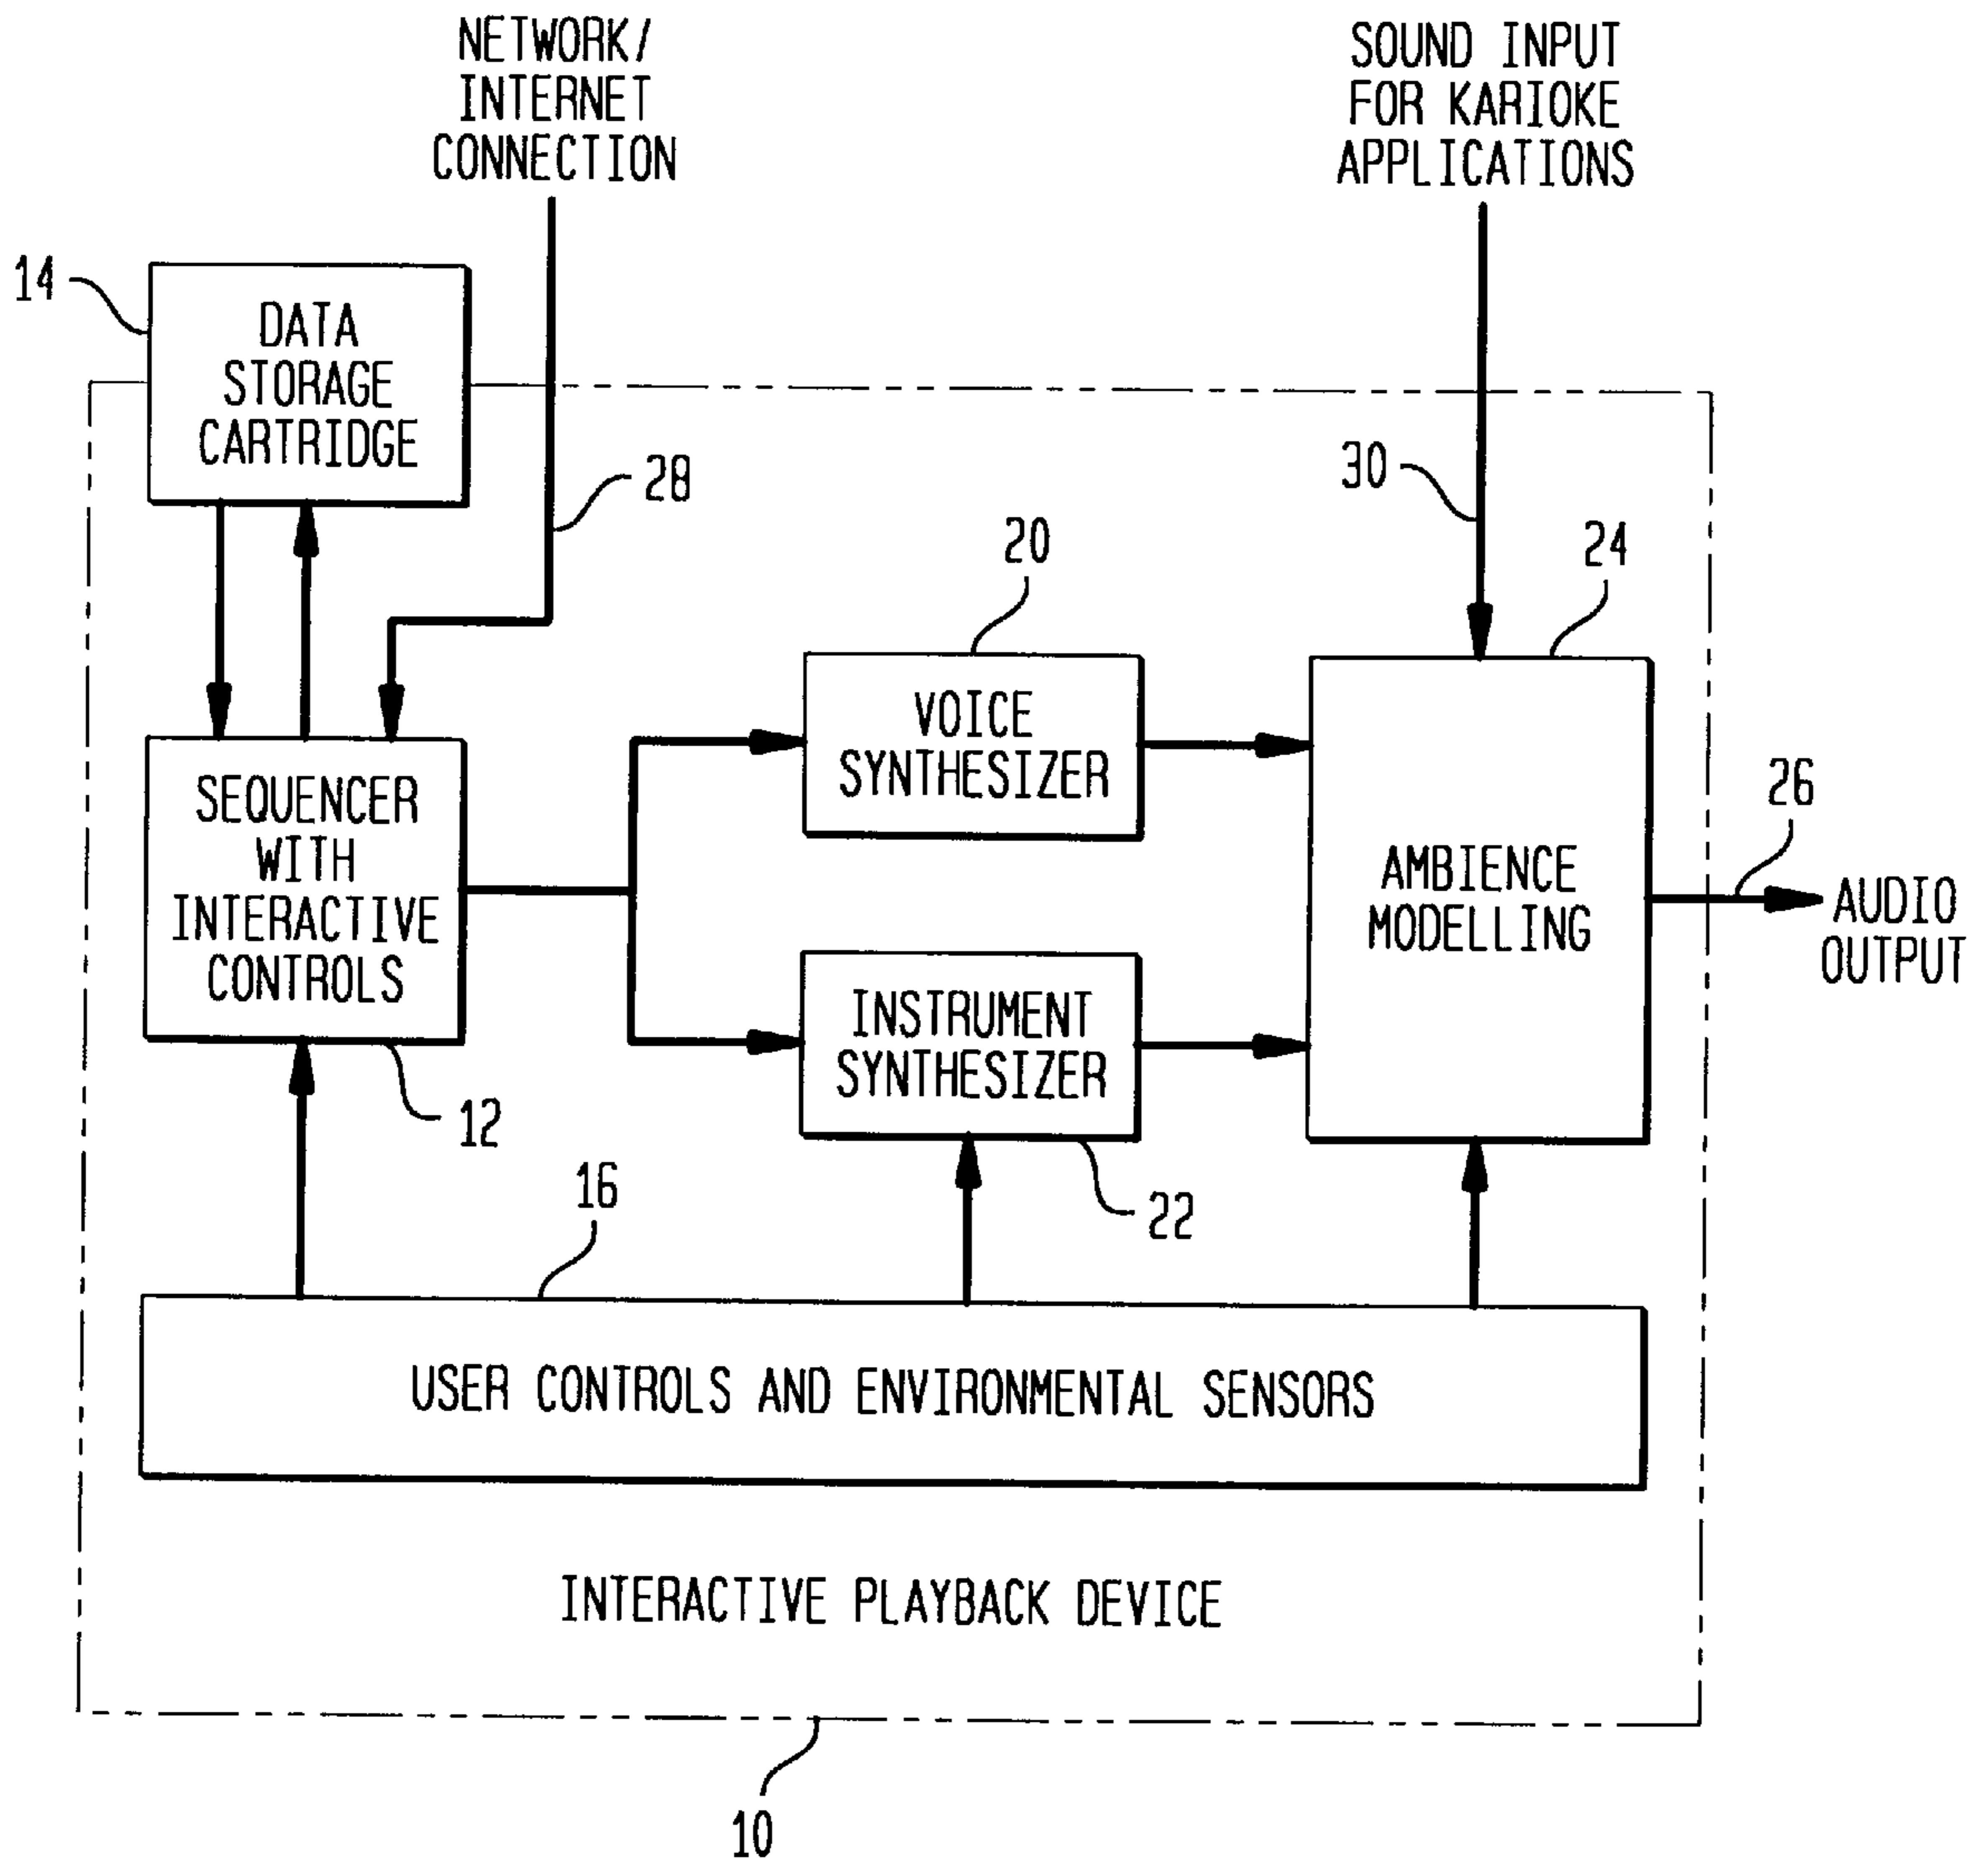 NETWORK/
INTERNET
CONNECTION
SOUND INPUT
FOR KARIOKE
APPLICATIONS
14
DATA
STORAGE
CARTRIDGE
28
30
20
24
VOICE
SYNTHESIZER
SEQUENCER
WITH
INTERACTIVE
CONTROLS
26
AMBIENCE
MODELLING
AUDIO
OUTPUT
INSTRUMENT
SYNTHESIZER
12
16
22
USER CONTROLS AND ENVIRONMENTAL SENSORS
INTERACTIVE PLAYBACK DEVICE
10